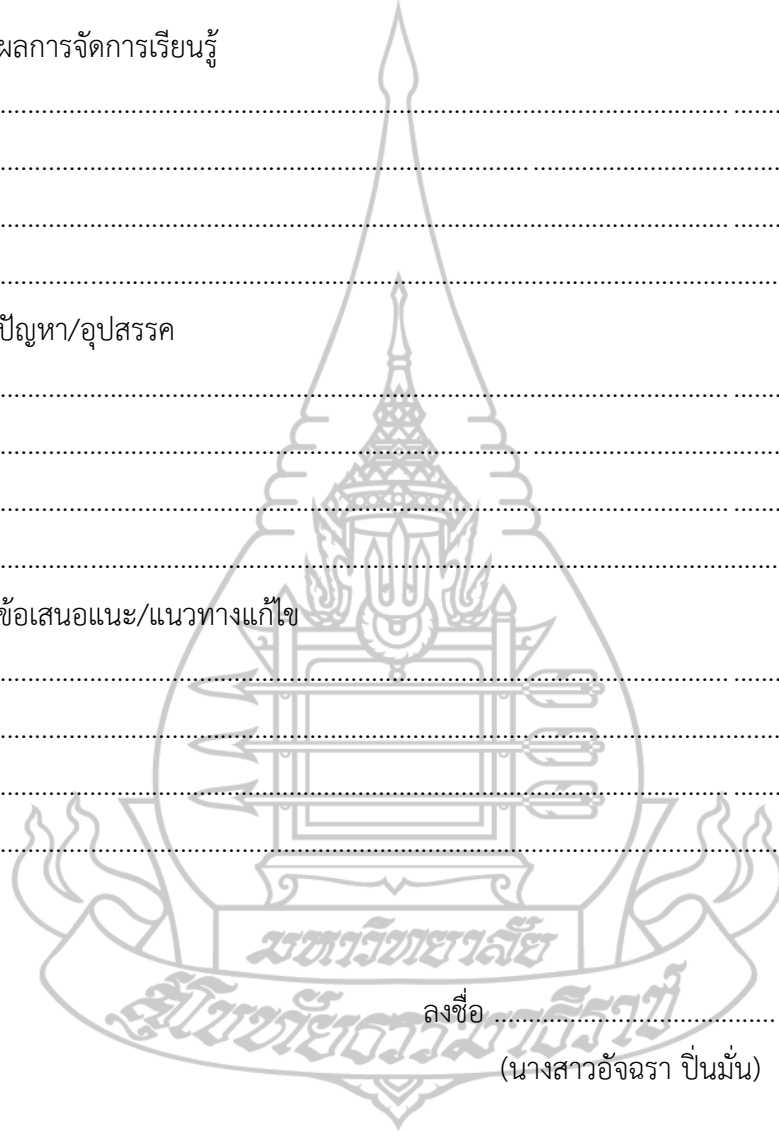 ผลการจัดการเรียนรู้
........................................................................................................................
........................................................................................................................
........................................................................................................................
........................................................................................................................
ปัญหา/อุปสรรค
........................................................................................................................
........................................................................................................................
........................................................................................................................
........................................................................................................................
ข้อเสนอแนะ/แนวทางแก้ไข
........................................................................................................................
........................................................................................................................
........................................................................................................................
........................................................................................................................
มหาวิทยาลัย
สุโขทัยธรรมาธิราช
ลงชื่อ ..........................................
(นางสาวอัจฉรา ปิ่นมั่น)